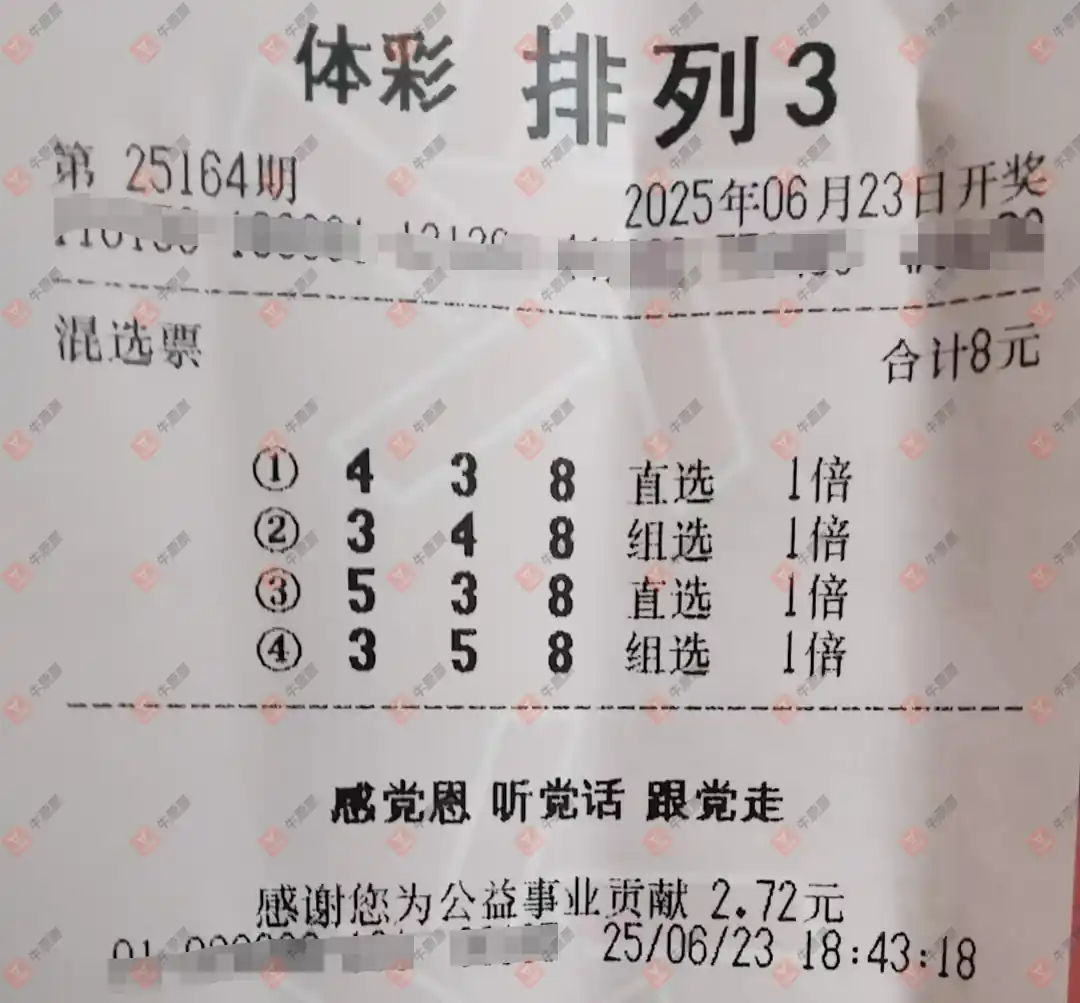 体彩 排列3
第 25164期
2025年06月23日开奖
混选票 合计8元
① 4 3 8 直选 1倍
② 3 4 8 组选 1倍
③ 5 3 8 直选 1倍
④ 3 5 8 组选 1倍
感党恩 听党话 跟党走
感谢您为公益事业贡献 2.72元
25/06/23 18:43:18